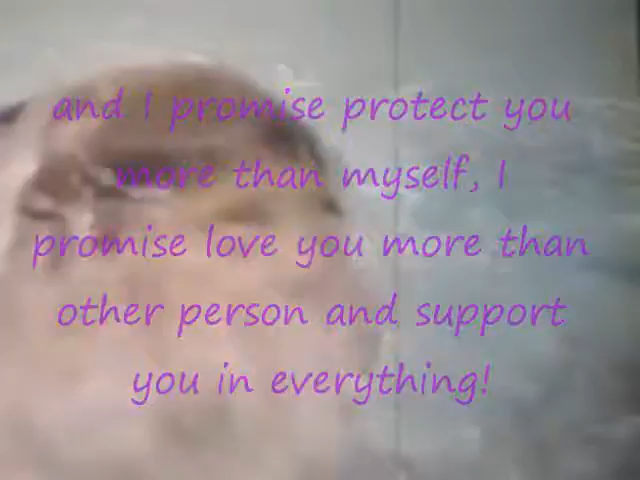 and I promise protect you
more than myself, I
promise love you more than
other person and support
you in everything!